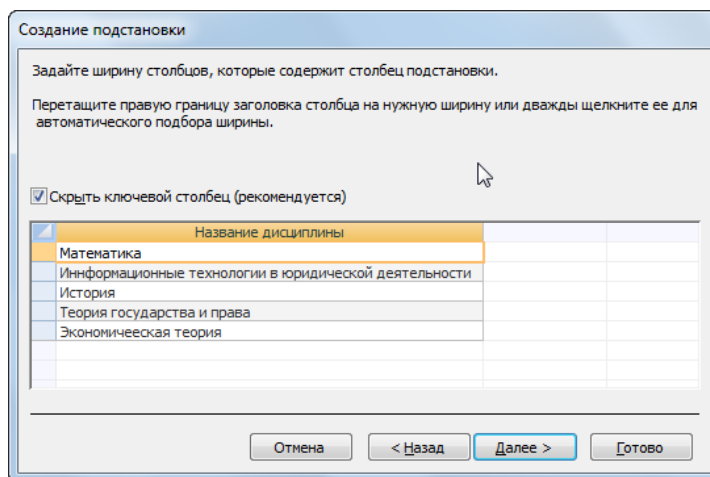 Создание подстановки
Задайте ширину столбцов, которые содержит столбец подстановки.
Перетащите правую границу заголовка столбца на нужную ширину или дважды щелкните ее для
автоматического подбора ширины.
Скрыть ключевой столбец (рекомендуется)
Название дисциплины
Математика
Иннформационные технологии в юридической деятельности
История
Теория государства и права
Экономичееская теория
Отмена
< Назад
Далее >
Готово